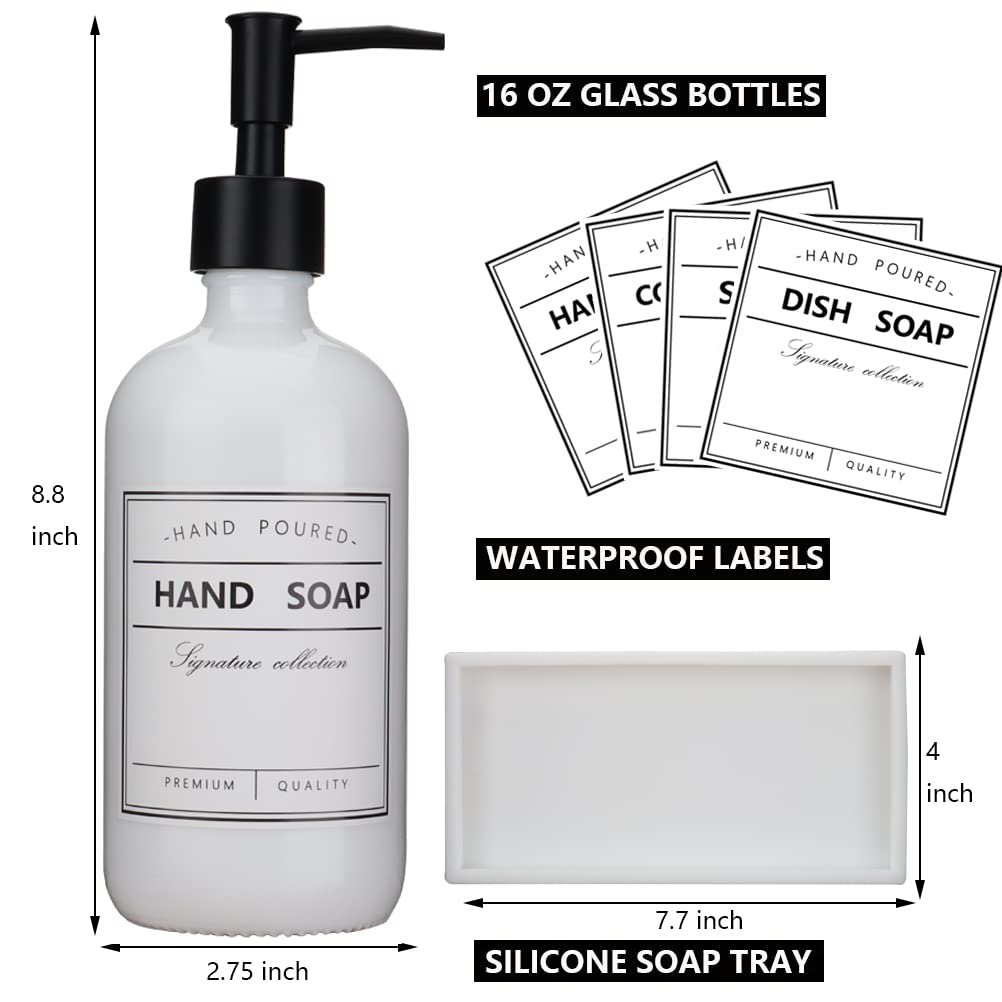 16 OZ GLASS BOTTLES
-HAND POURED-
DISH SOAP
Signature collection
PREMIUM | QUALITY
WATERPROOF LABELS
8.8
inch
-HAND POURED-
HAND SOAP
Signature collection
PREMIUM | QUALITY
2.75 inch
4
inch
7.7 inch
SILICONE SOAP TRAY